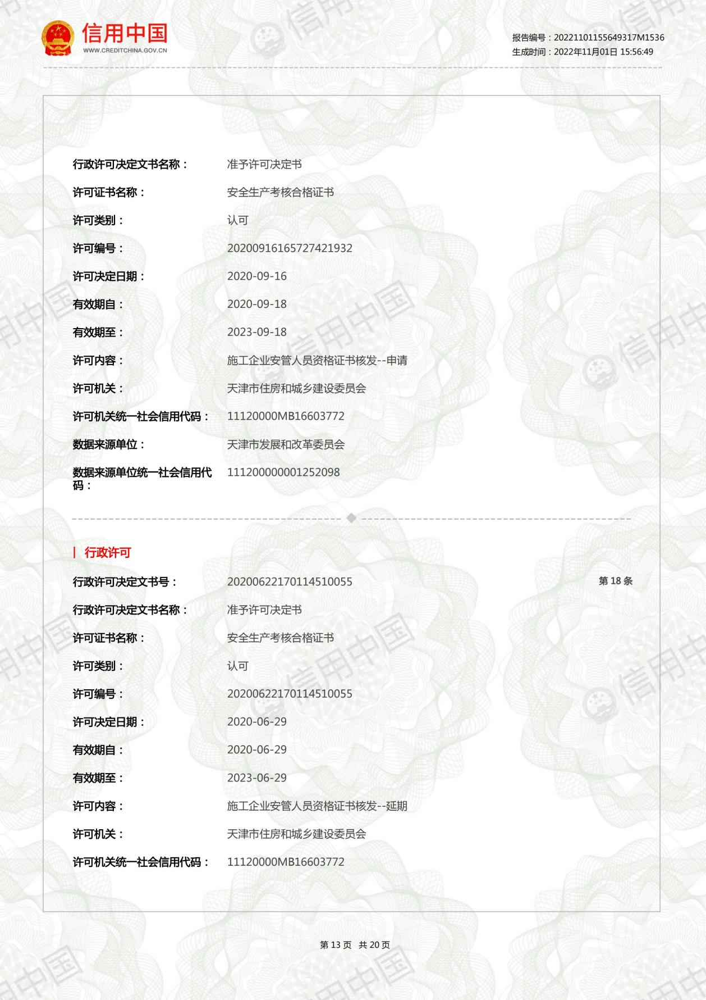 信用中国
WWW.CREDITCHINA.GOV.CN
报告编号：20221101155649317M1536
生成时间：2022年11月01日 15:56:49
行政许可决定文书名称： 准予许可决定书
许可证书名称： 安全生产考核合格证书
许可类别： 认可
许可编号： 20200916165727421932
许可决定日期： 2020-09-16
有效期自： 2020-09-18
有效期至： 2023-09-18
许可内容： 施工企业安管人员资格证书核发--申请
许可机关： 天津市住房和城乡建设委员会
许可机关统一社会信用代码： 11120000MB16603772
数据来源单位： 天津市发展和改革委员会
数据来源单位统一社会信用代 111200000001252098
码：
行政许可
行政许可决定文书号： 20200622170114510055 第 18 条
行政许可决定文书名称： 准予许可决定书
许可证书名称： 安全生产考核合格证书
许可类别： 认可
许可编号： 20200622170114510055
许可决定日期： 2020-06-29
有效期自： 2020-06-29
有效期至： 2023-06-29
许可内容： 施工企业安管人员资格证书核发--延期
许可机关： 天津市住房和城乡建设委员会
许可机关统一社会信用代码： 11120000MB16603772
第 13 页 共 20 页